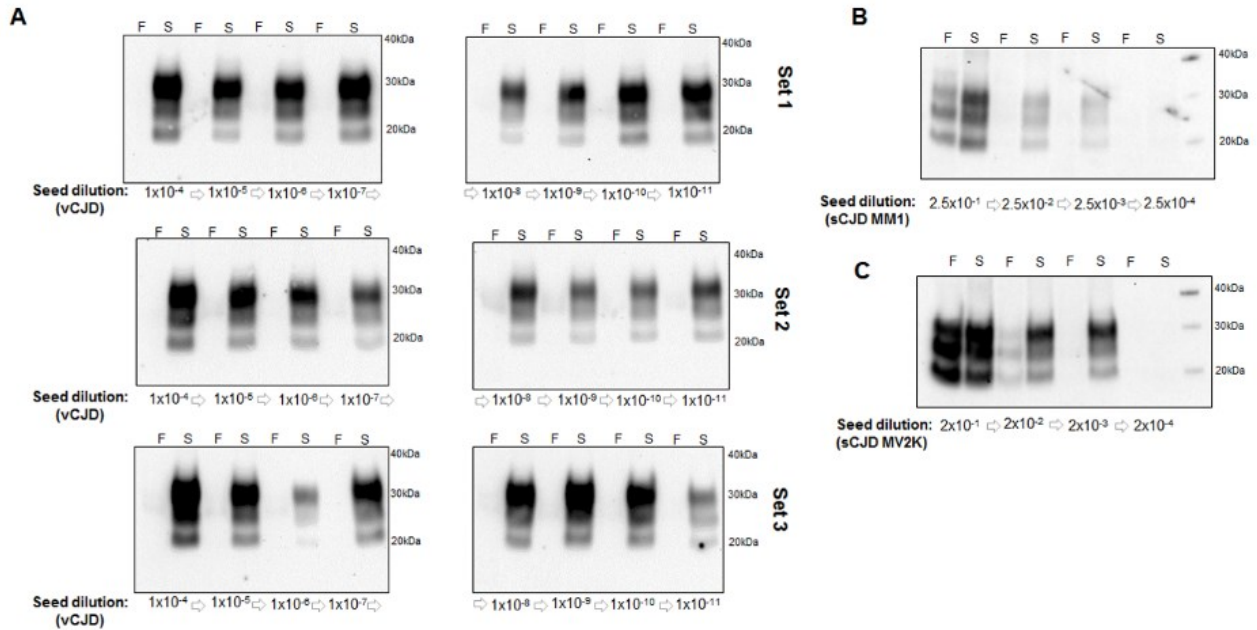 A
F S F S F S F S
40kDa
30kDa
20kDa
Seed dilution: 1x10-4 ⇨ 1x10-5 ⇨ 1x10-6 ⇨ 1x10-7 ⇨
(vCJD)
F S F S F S F S
40kDa
30kDa
20kDa
⇨ 1x10-8 ⇨ 1x10-9 ⇨ 1x10-10 ⇨ 1x10-11
Set 1
F S F S F S F S
40kDa
30kDa
20kDa
Seed dilution: 1x10-4 ⇨ 1x10-5 ⇨ 1x10-6 ⇨ 1x10-7 ⇨
(vCJD)
F S F S F S F S
40kDa
30kDa
20kDa
⇨ 1x10-8 ⇨ 1x10-9 ⇨ 1x10-10 ⇨ 1x10-11
Set 2
F S F S F S F S
40kDa
30kDa
20kDa
Seed dilution: 1x10-4 ⇨ 1x10-5 ⇨ 1x10-6 ⇨ 1x10-7 ⇨
(vCJD)
F S F S F S F S
40kDa
30kDa
20kDa
⇨ 1x10-8 ⇨ 1x10-9 ⇨ 1x10-10 ⇨ 1x10-11
Set 3
B
F S F S F S F S
40kDa
30kDa
20kDa
Seed dilution: 2.5x10-1 ⇨ 2.5x10-2 ⇨ 2.5x10-3 ⇨ 2.5x10-4
(sCJD MM1)
C
F S F S F S F S
40kDa
30kDa
20kDa
Seed dilution: 2x10-1 ⇨ 2x10-2 ⇨ 2x10-3 ⇨ 2x10-4
(sCJD MV2K)